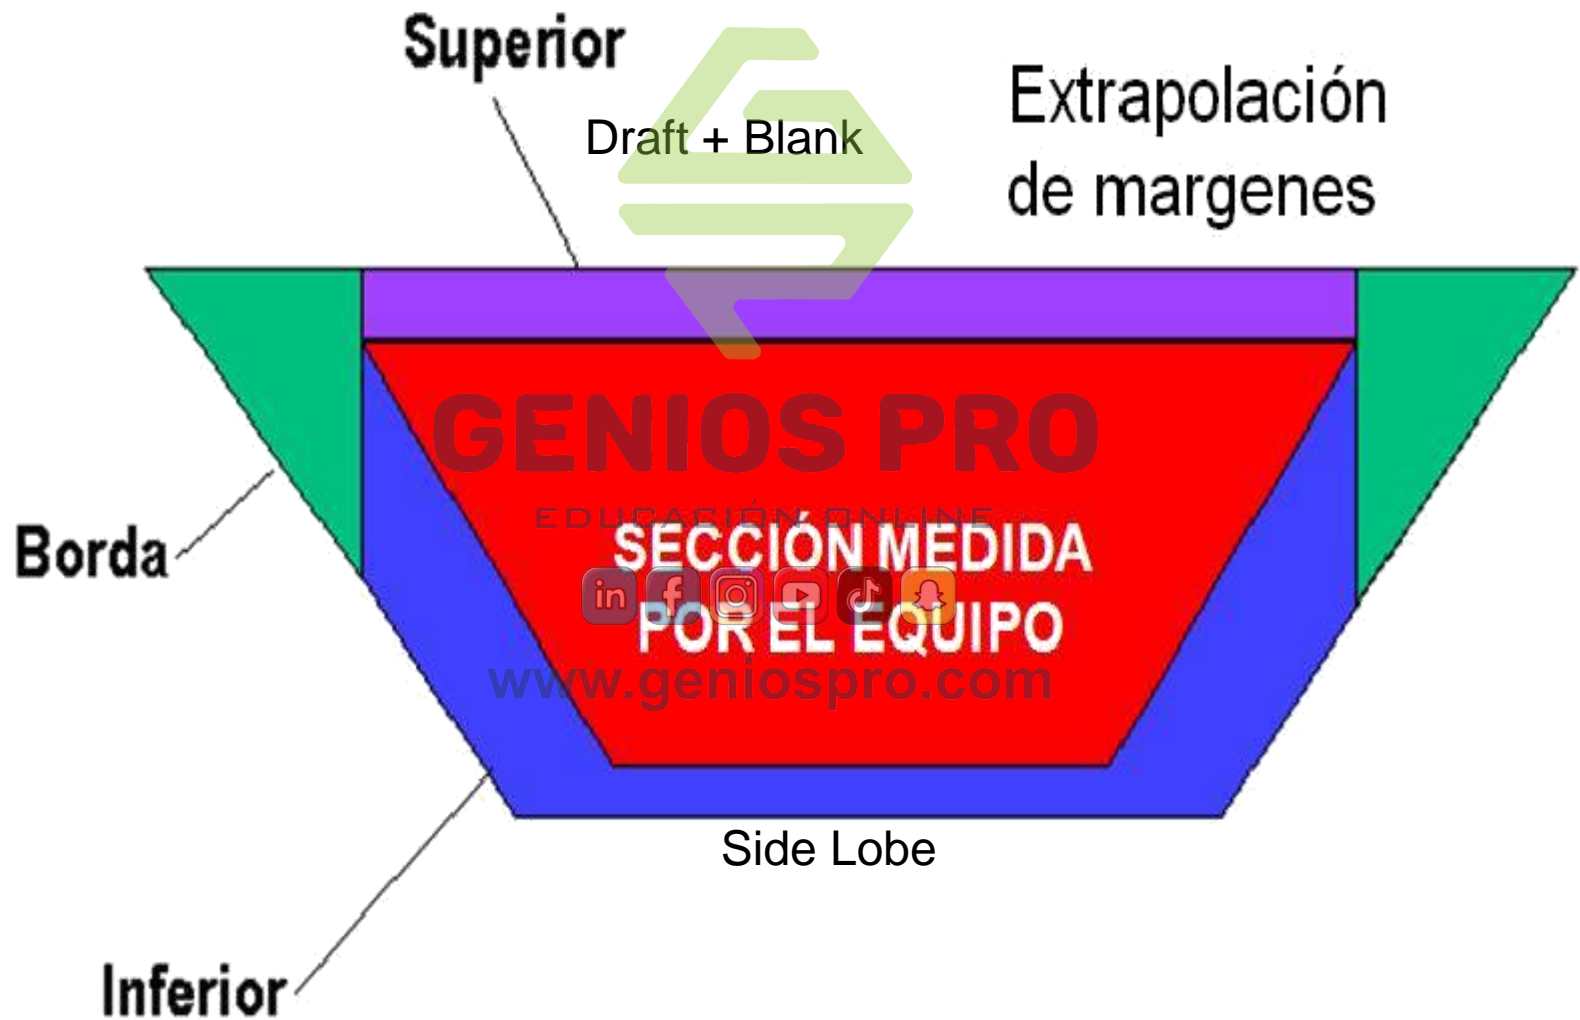 Superior
Draft + Blank
Extrapolación
de margenes
GENIOS PRO
EDUCACIÓN ONLINE
SECCIÓN MEDIDA
Borda
in
POR EL EQUIPO
www.geniospro.com
Side Lobe
Inferior